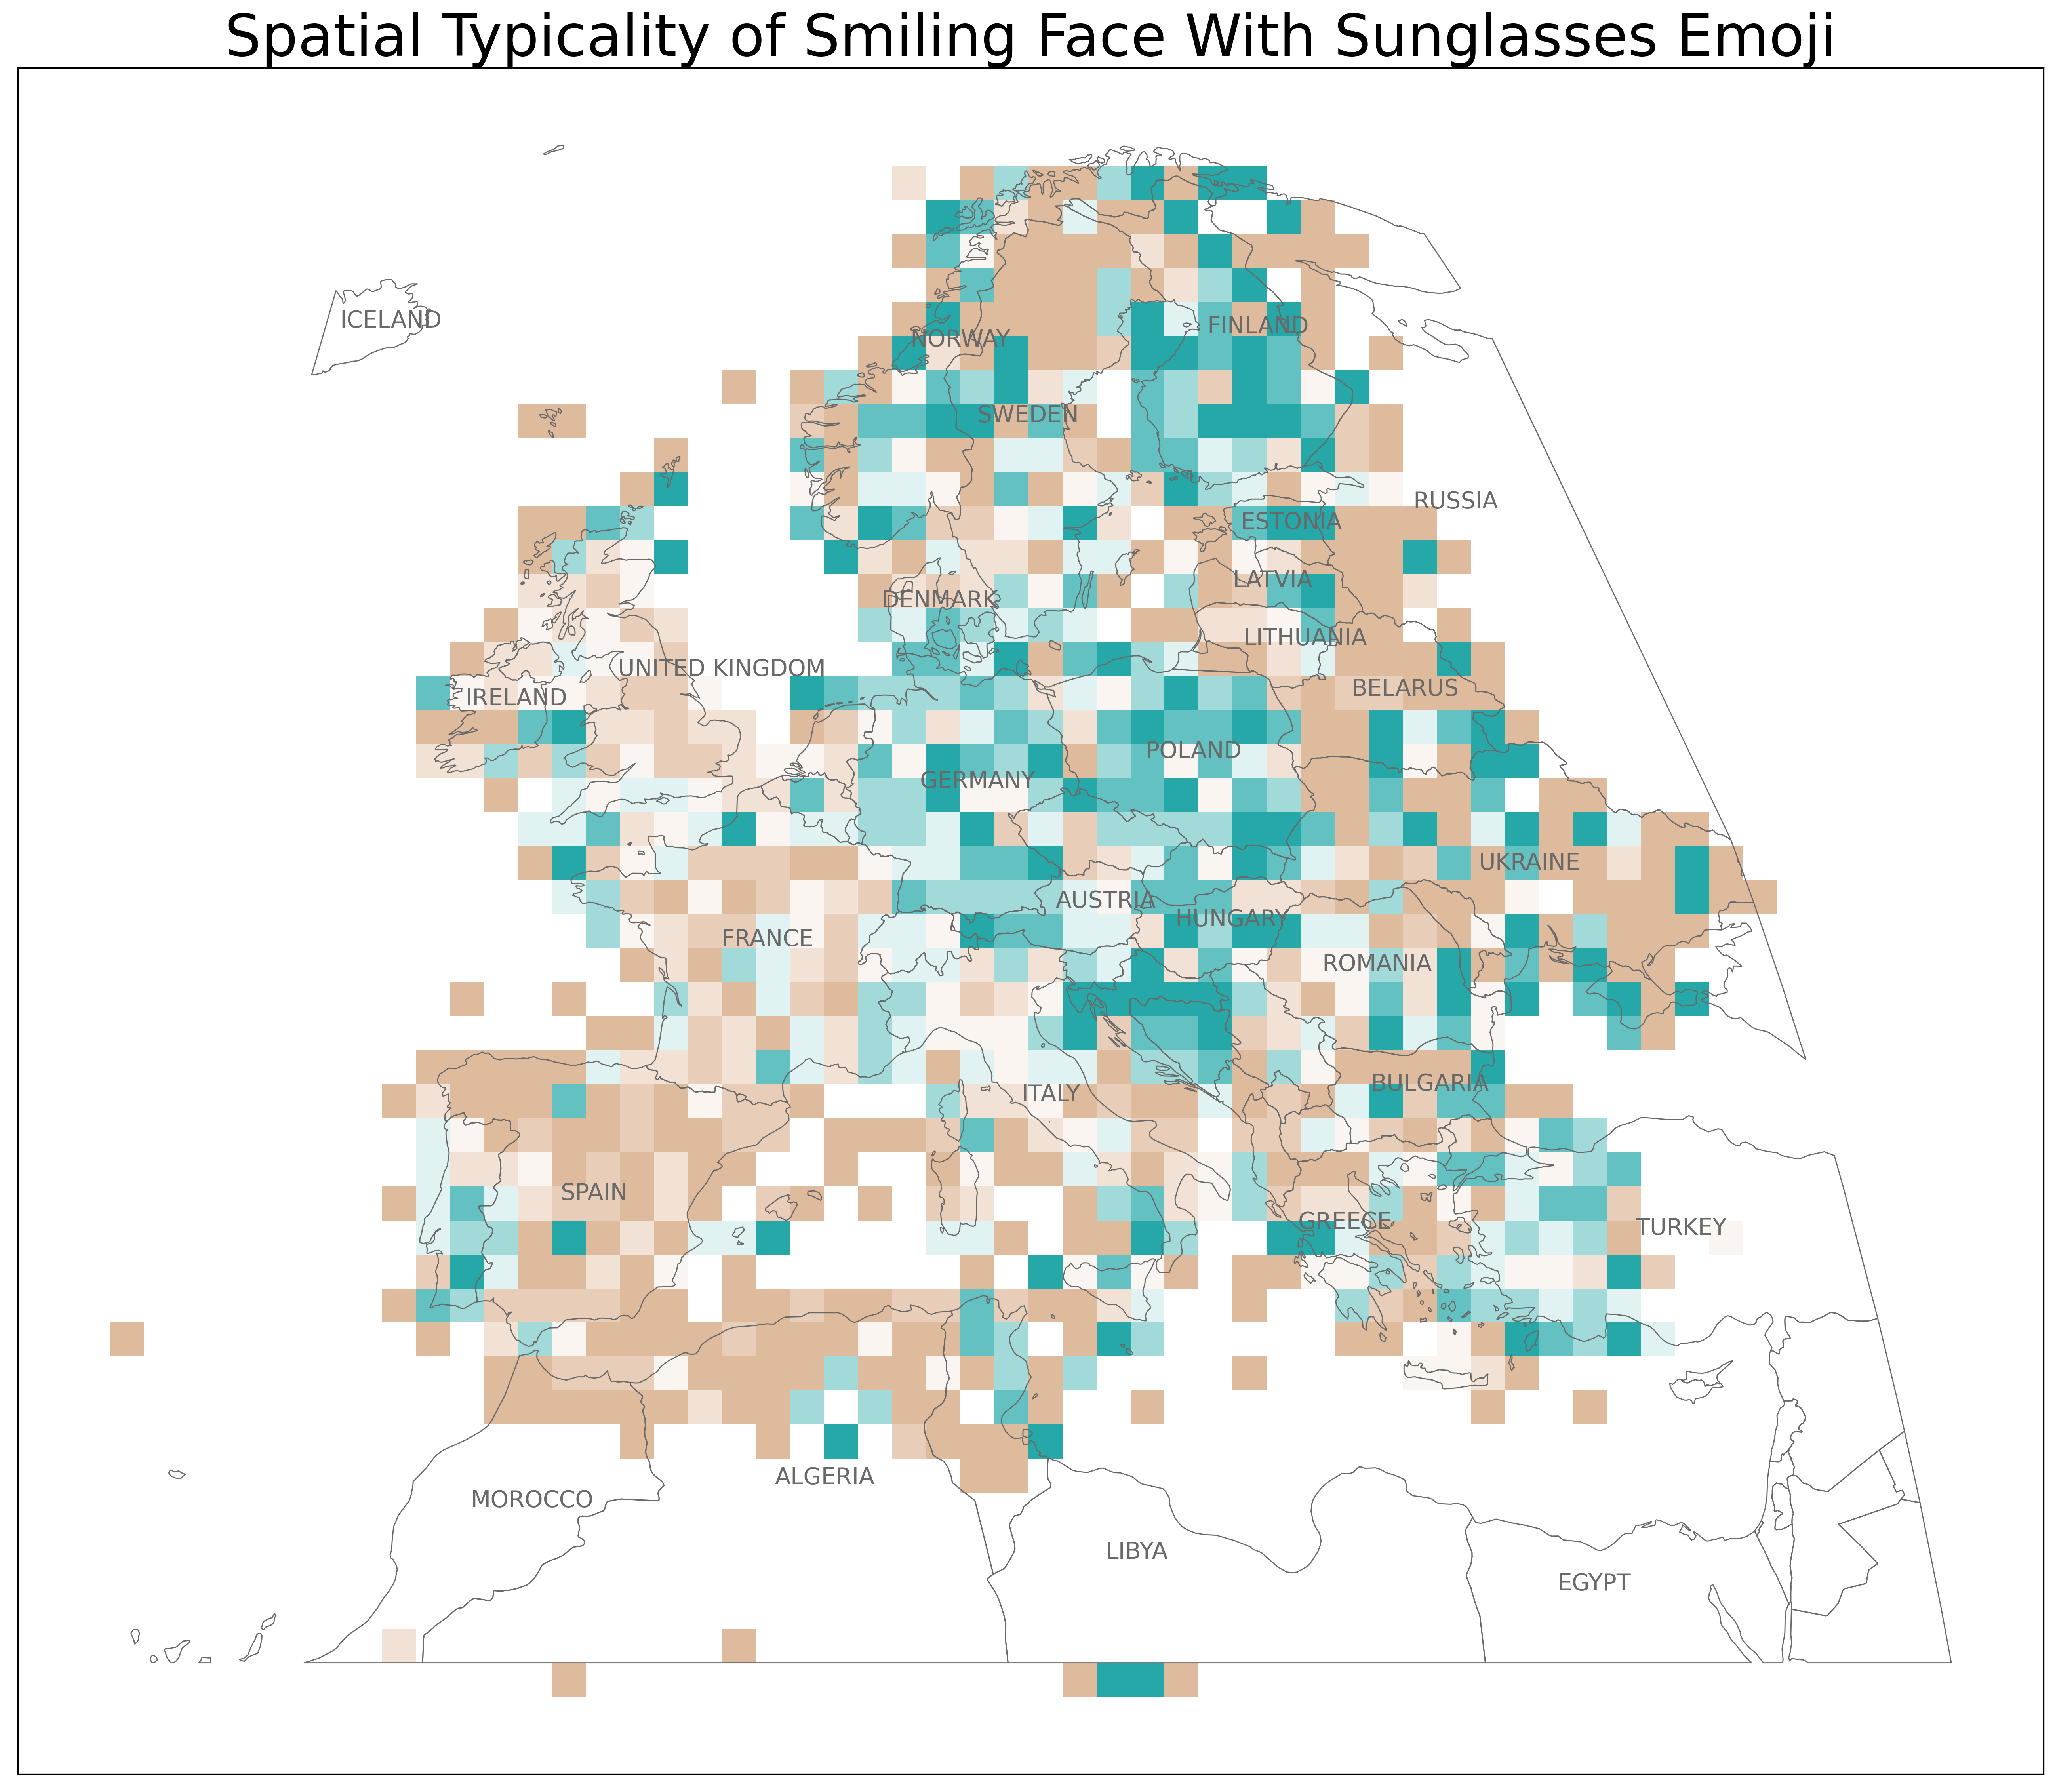 Spatial Typicality of Smiling Face With Sunglasses Emoji
ICELAND
FINLAND
NORWAY
SWEDEN
RUSSIA
ESTONIA
LATVIA
DENMARK
LITHUANIA
UNITED KINGDOM
BELARUS
IRELAND
POLAND
GERMANY
UKRAINE
AUSTRIA
HUNGARY
FRANCE
ROMANIA
BULGARIA
ITALY
SPAIN
GREECE
TURKEY
ALGERIA
MOROCCO
LIBYA
EGYPT